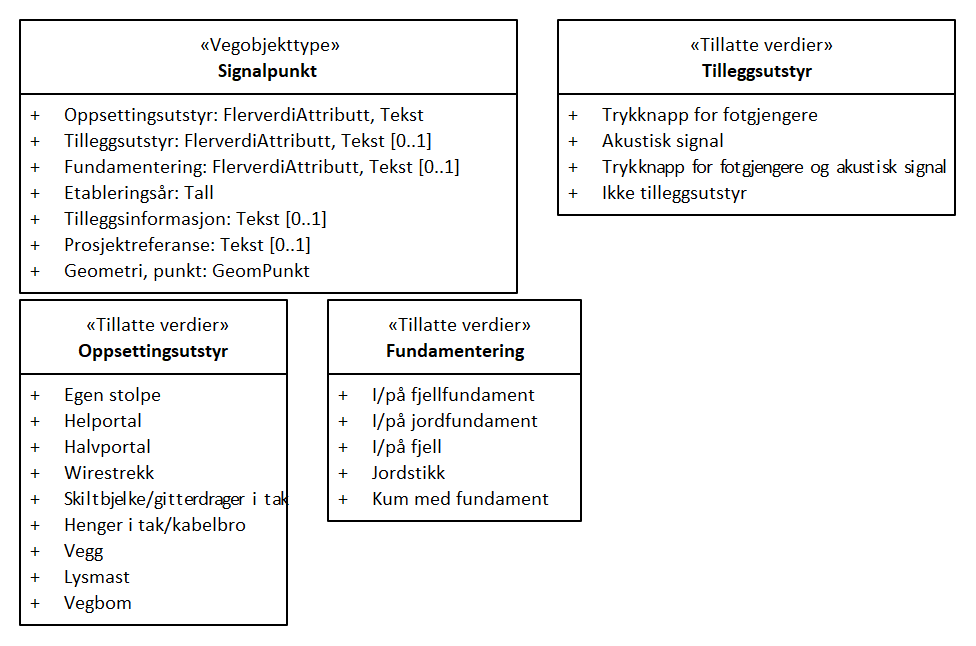 «Vegobjekttype»
Signalpunkt
+ Oppsettingsutstyr: FlerverdiAttributt, Tekst
+ Tilleggsutstyr: FlerverdiAttributt, Tekst [0..1]
+ Fundamentering: FlerverdiAttributt, Tekst [0..1]
+ Etableringsår: Tall
+ Tilleggsinformasjon: Tekst [0..1]
+ Prosjektreferanse: Tekst [0..1]
+ Geometri, punkt: GeomPunkt
«Tillatte verdier»
Tilleggsutstyr
+ Trykknapp for fotgjengere
+ Akustisk signal
+ Trykknapp for fotgjengere og akustisk signal
+ Ikke tilleggsutstyr
«Tillatte verdier»
Oppsettingsutstyr
+ Egen stolpe
+ Helportal
+ Halvportal
+ Wirestrekk
+ Skiltbjelke/gitterdrager i tak
+ Henger i tak/kabelbro
+ Vegg
+ Lysmast
+ Vegbom
«Tillatte verdier»
Fundamentering
+ I/på fjellfundament
+ I/på jordfundament
+ I/på fjell
+ Jordstikk
+ Kum med fundament